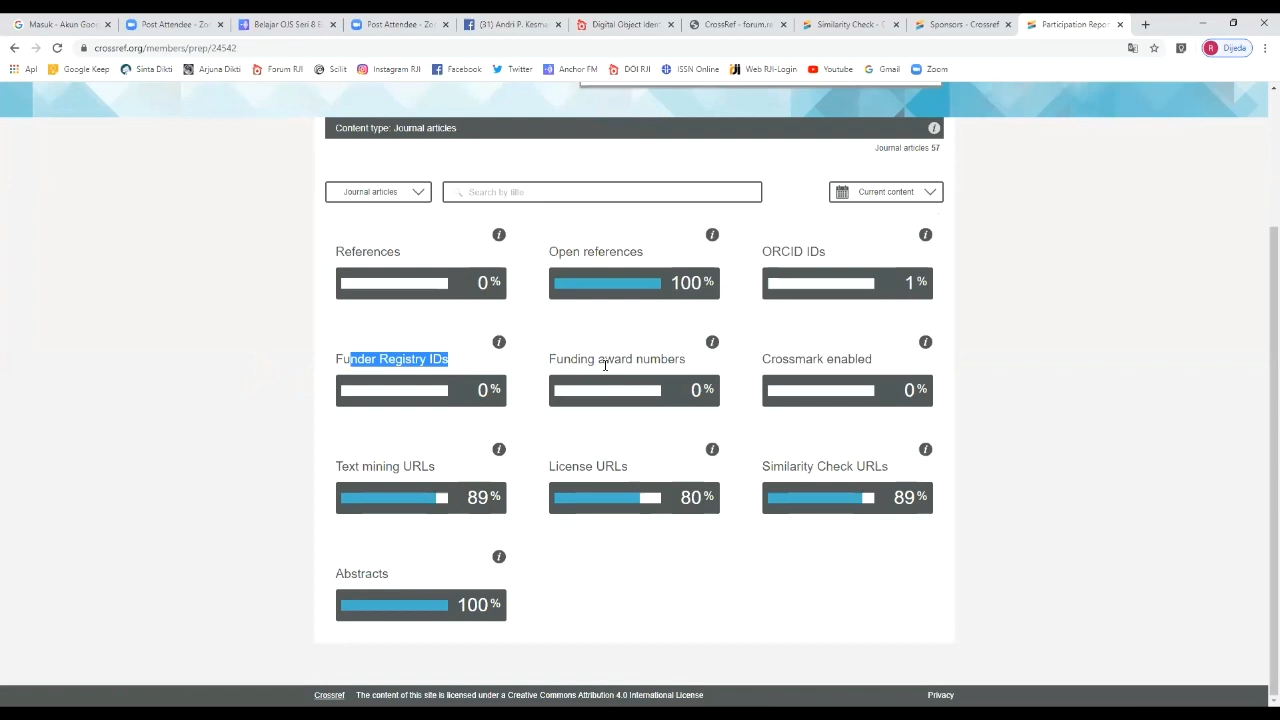 Masuk - Akun Goog
Post Attendee - Zo
Belajar OJS Seri 8 E
Post Attendee - Zo
(31) Andri P. Kesma
Digital Object Iden
CrossRef - forum.re
Similarity Check - C
Sponsors - Crossref
Participation Repor
crossref.org/members/prep/24542
R Dijeda
Apl
Google Keep
Sinta Dikti
Arjuna Dikti
Forum RJI
Scilit
Instagram RJI
Facebook
Twitter
Anchor FM
DOI RJI
ISSN Online
Web RJI-Login
Youtube
Gmail
Zoom
Content type: Journal articles
Journal articles 57
Journal articles
Search by title
Current content
References
Open references
ORCID IDs
0%
100%
1%
Funder Registry IDs
Funding award numbers
Crossmark enabled
0%
0%
0%
Text mining URLs
License URLs
Similarity Check URLs
89%
80%
89%
Abstracts
100%
Crossref
The content of this site is licensed under a Creative Commons Attribution 4.0 International License
Privacy